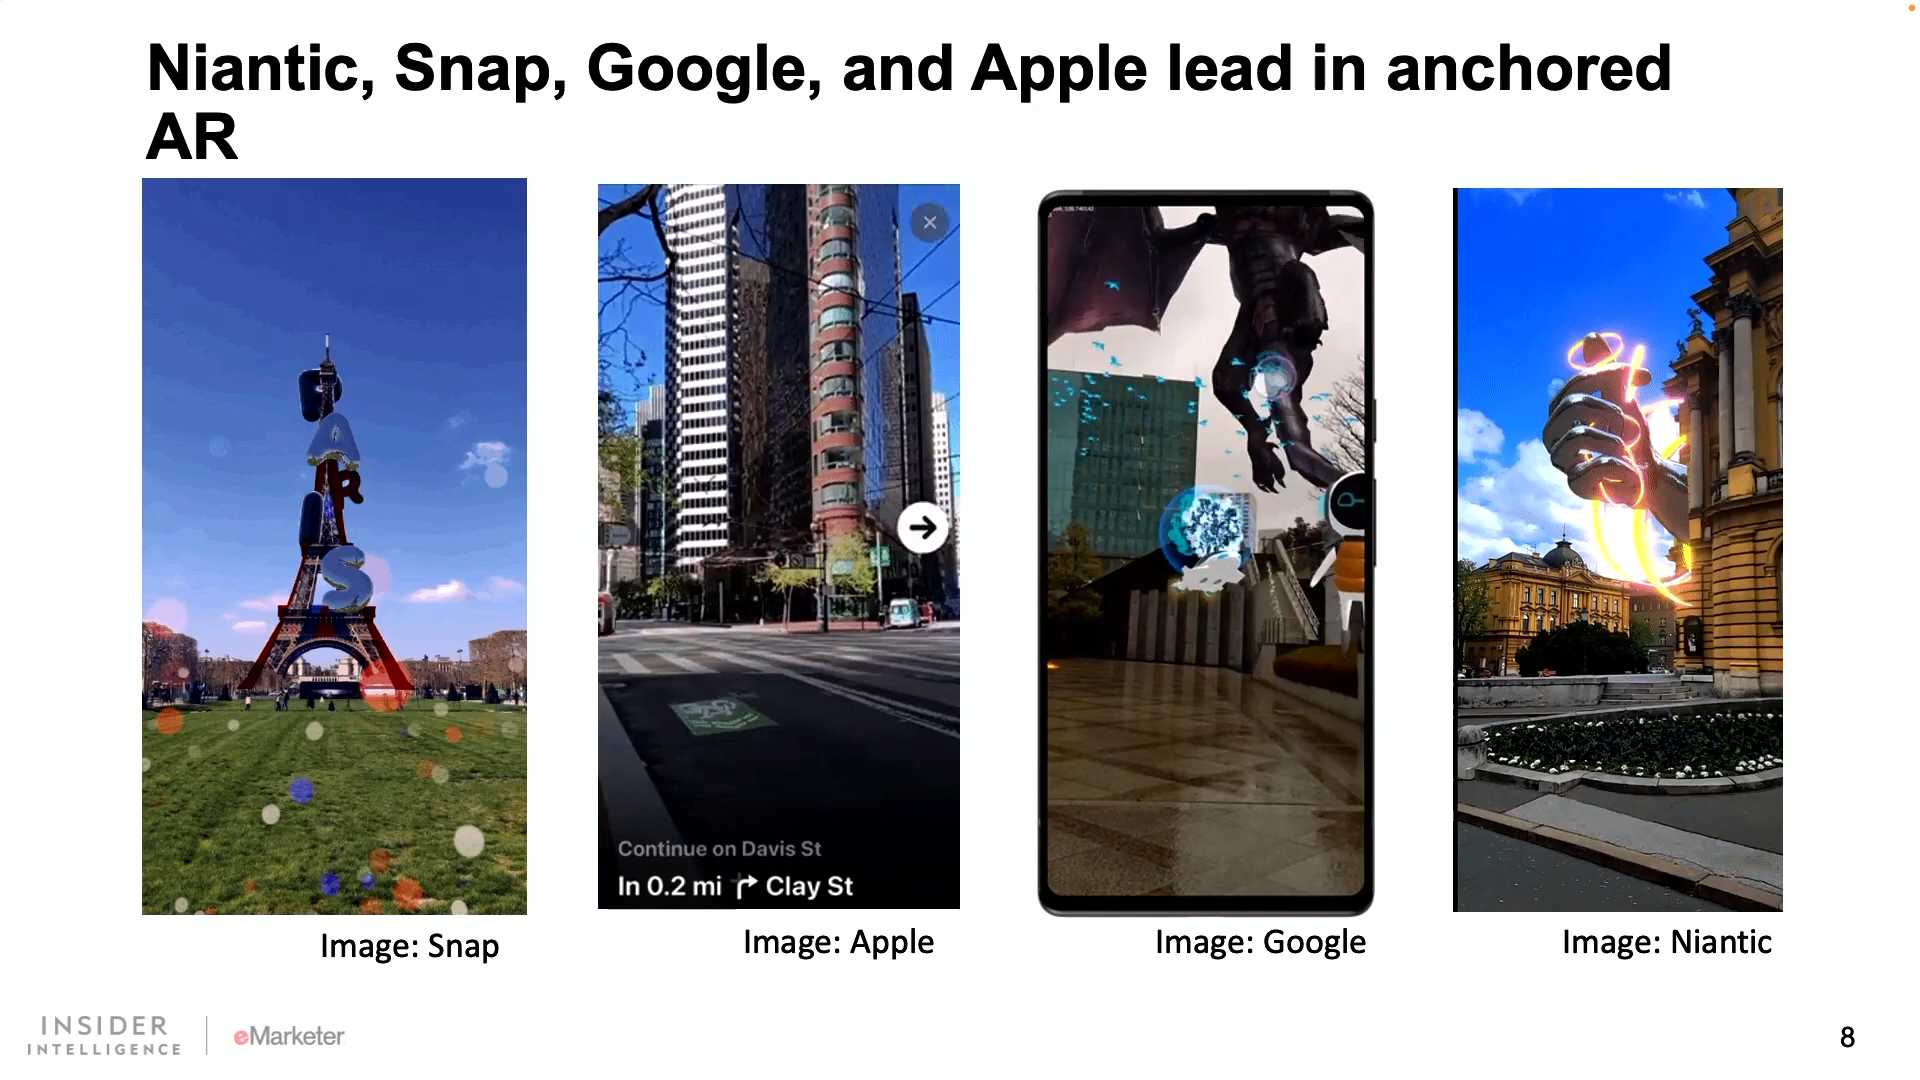 Niantic, Snap, Google, and Apple lead in anchored
AR
P
A
R
I
S
Continue on Davis St
In 0.2 mi Clay St
Image: Snap
Image: Apple
Image: Google
Image: Niantic
INSIDER
INTELLIGENCE
eMarketer
8